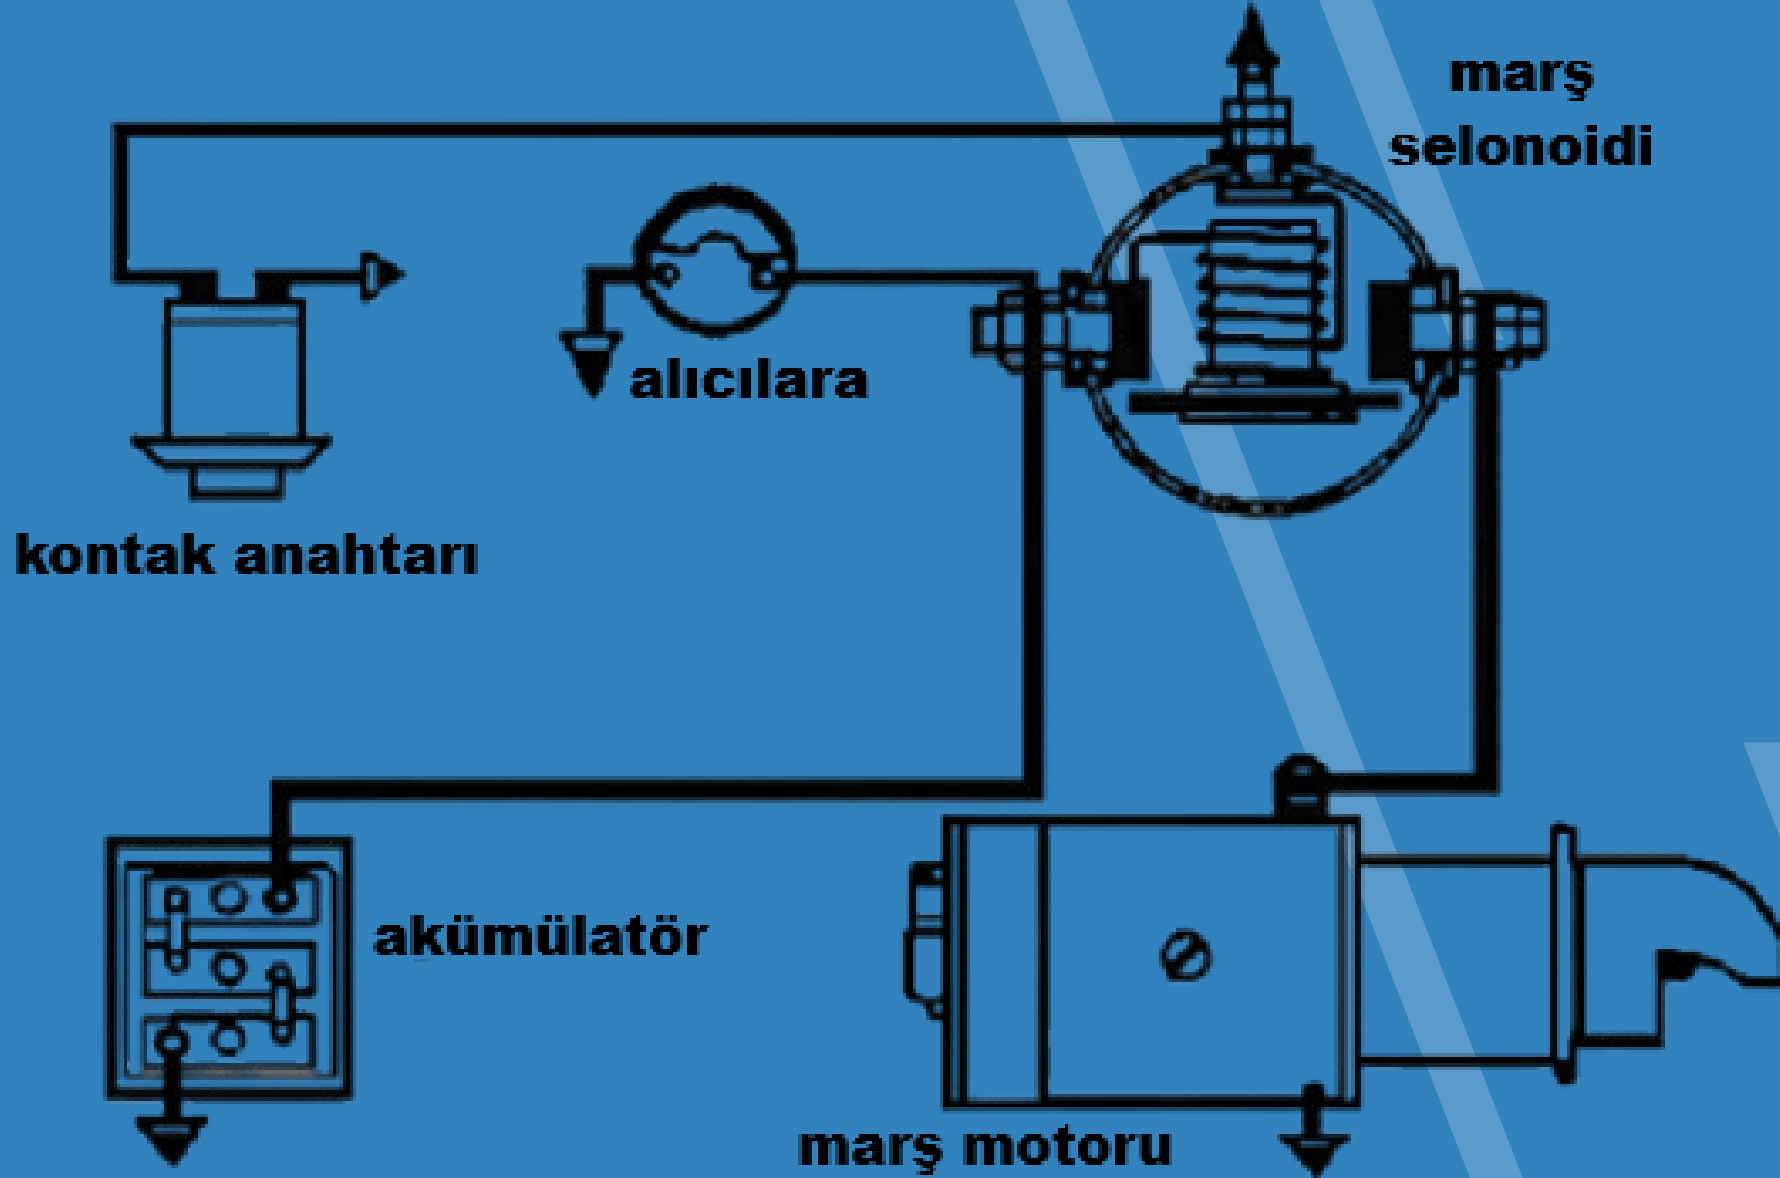 marş
selonoidi
alıcılara
kontak anahtarı
akümülatör
marş motoru